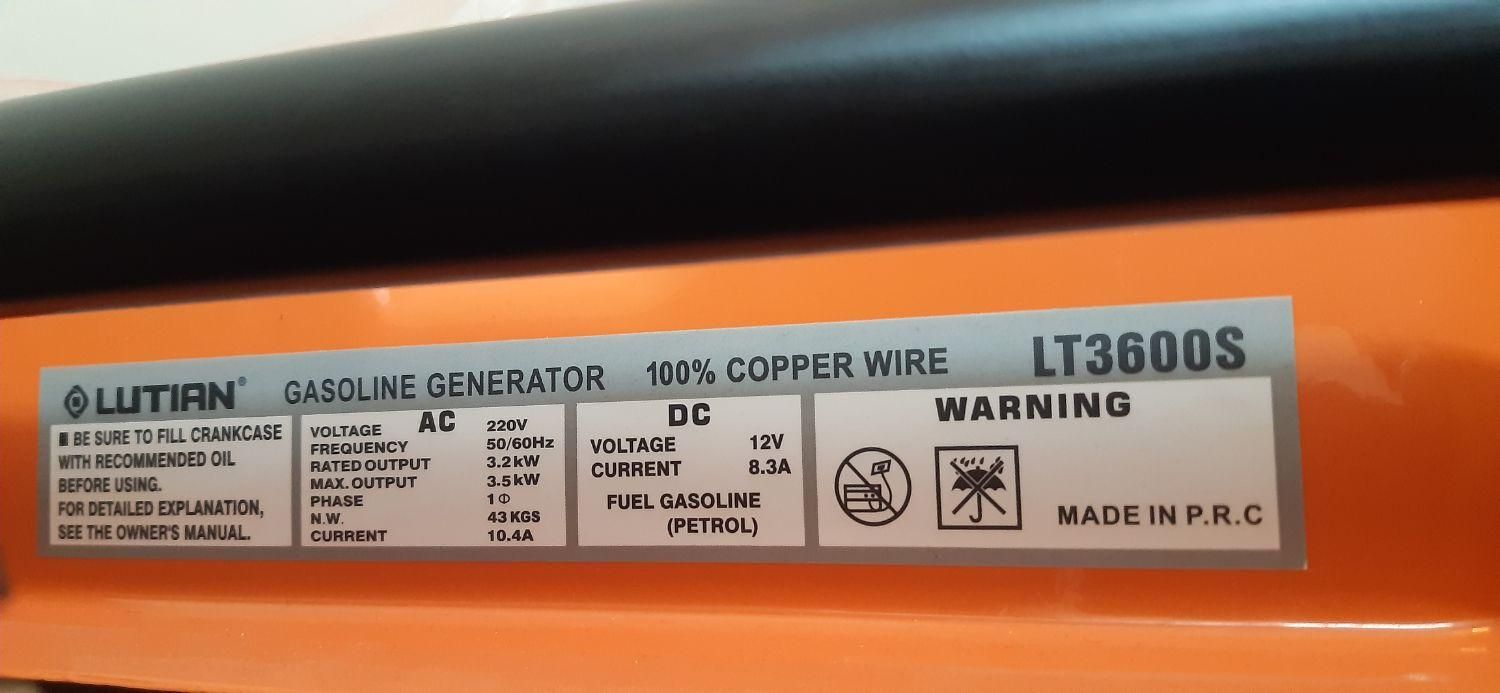 LUTIAN® GASOLINE GENERATOR 100% COPPER WIRE LT3600S
BE SURE TO FILL CRANKCASE
WITH RECOMMENDED OIL
BEFORE USING.
FOR DETAILED EXPLANATION,
SEE THE OWNER'S MANUAL.
AC
VOLTAGE 220V
FREQUENCY 50/60Hz
RATED OUTPUT 3.2kW
MAX. OUTPUT 3.5kW
PHASE 1Φ
N.W. 43 KGS
CURRENT 10.4A
DC
VOLTAGE 12V
CURRENT 8.3A
FUEL GASOLINE
(PETROL)
WARNING
MADE IN P.R.C